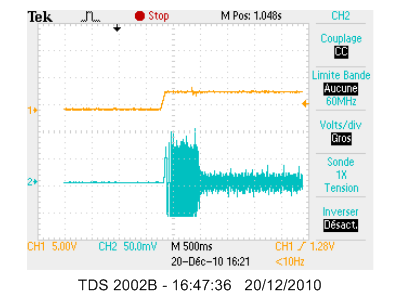 Tek Stop M Pos: 1.048s CH2
Couplage
CC
Limite Bande
Aucune
60MHz
Volts/div
Gros
Sonde
1X
Tension
Inverser
Désact.
1
2
CH1 5.00V CH2 50.0mV M 500ms CH1 / 1.28V
20-Déc-10 16:21 <10Hz
TDS 2002B - 16:47:36 20/12/2010